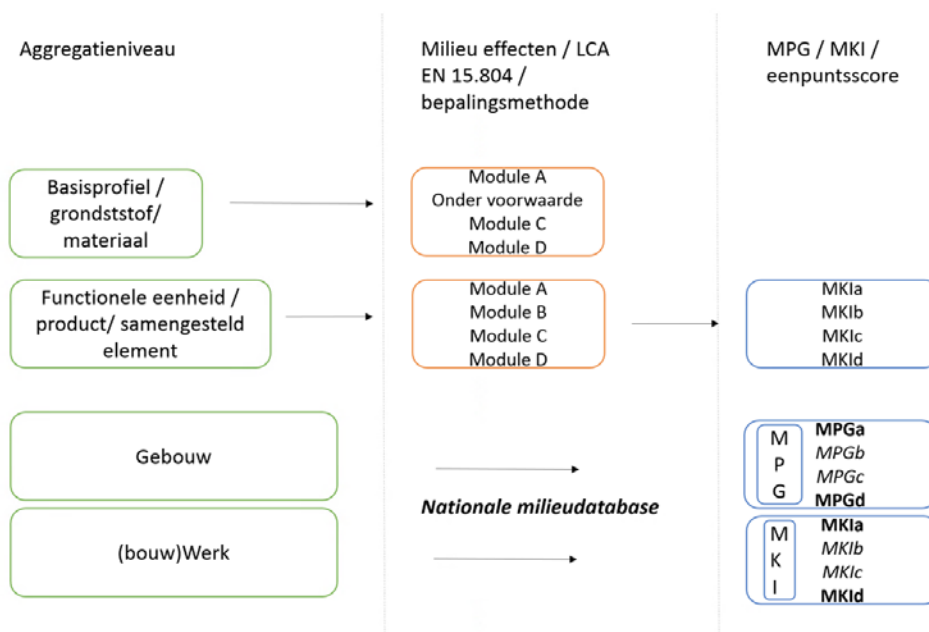 Aggregatieniveau
Milieu effecten / LCA
EN 15.804 /
bepalingsmethode
MPG / MKI /
eenpuntsscore
Basisprofiel /
grondststof/
materiaal
Module A
Onder voorwaarde
Module C
Module D
Functionele eenheid /
product/ samengesteld
element
Module A
Module B
Module C
Module D
MKIa
MKIb
MKIc
MKId
Gebouw
Nationale milieudatabase
M
P
G
MPGa
MPGb
MPGc
MPGd
(bouw)Werk
M
K
I
MKIa
MKIb
MKIc
MKId